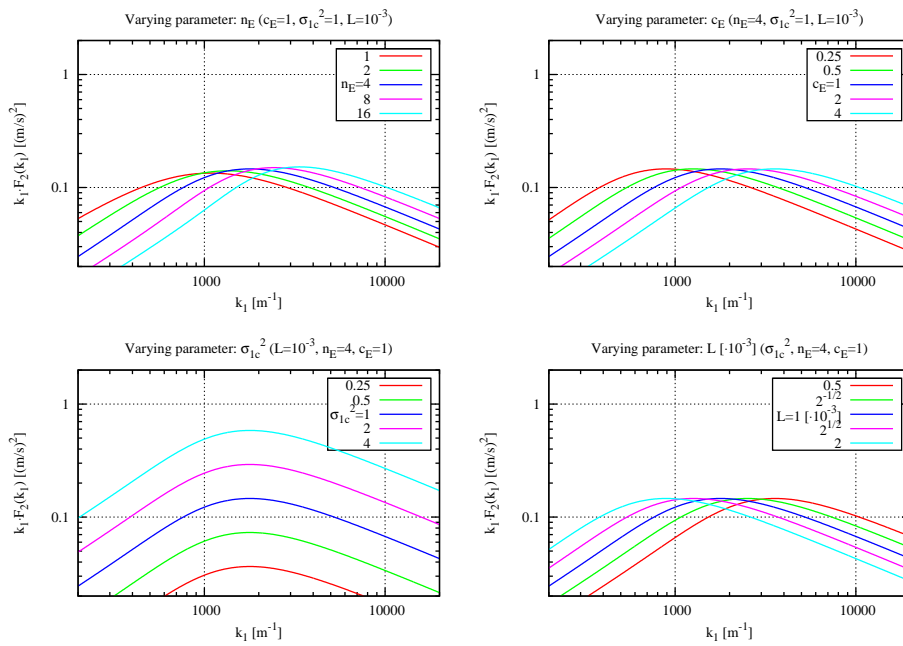 Varying parameter: n_E (c_E=1, σ_1c^2=1, L=10^-3)
1
2
n_E=4
8
16
k_1·F_2(k_1) [(m/s)^2]
1
0.1
1000
10000
k_1 [m^-1]
Varying parameter: c_E (n_E=4, σ_1c^2=1, L=10^-3)
0.25
0.5
c_E=1
2
4
k_1·F_2(k_1) [(m/s)^2]
1
0.1
1000
10000
k_1 [m^-1]
Varying parameter: σ_1c^2 (L=10^-3, n_E=4, c_E=1)
0.25
0.5
σ_1c^2=1
2
4
k_1·F_2(k_1) [(m/s)^2]
1
0.1
1000
10000
k_1 [m^-1]
Varying parameter: L [·10^-3] (σ_1c^2, n_E=4, c_E=1)
0.5
2^-1/2
L=1 [·10^-3]
2^1/2
2
k_1·F_2(k_1) [(m/s)^2]
1
0.1
1000
10000
k_1 [m^-1]